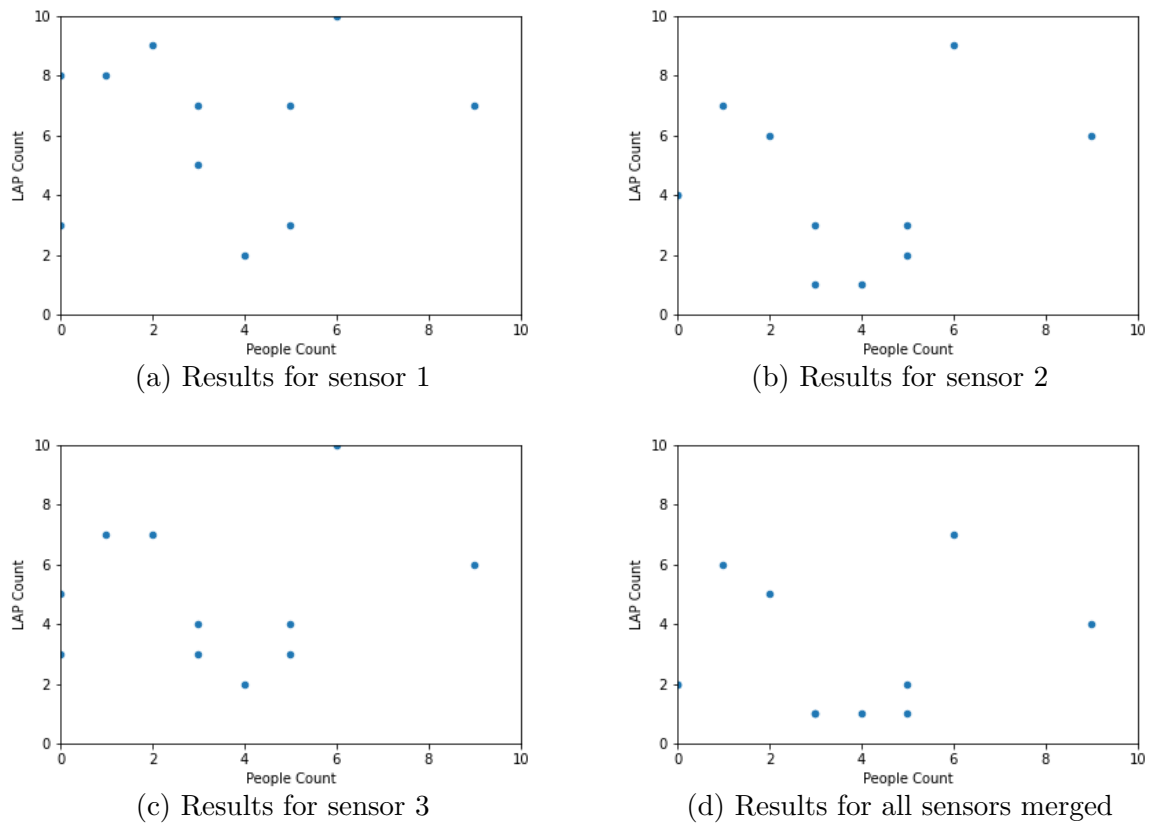 10
8
6
4
2
0
LAP Count
0 2 4 6 8 10
People Count
(a) Results for sensor 1
10
8
6
4
2
0
LAP Count
0 2 4 6 8 10
People Count
(b) Results for sensor 2
10
8
6
4
2
0
LAP Count
0 2 4 6 8 10
People Count
(c) Results for sensor 3
10
8
6
4
2
0
LAP Count
0 2 4 6 8 10
People Count
(d) Results for all sensors merged